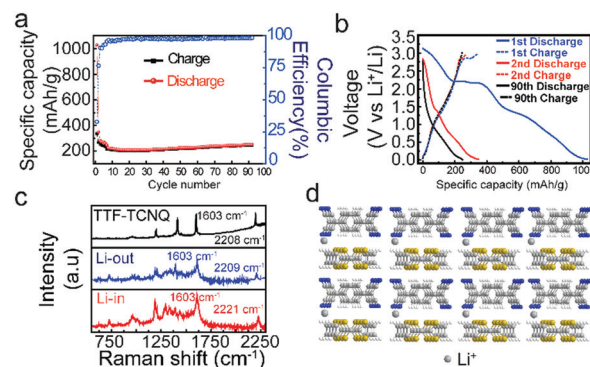 a
Specific capacity
(mAh/g)
1000
800
600
400
200
Charge
Discharge
100%
75%
50%
25%
0
Columbic
Efficiency(%)
0 10 20 30 40 50 60 70 80 90 100
Cycle number
b
Voltage
(V vs Li⁺/Li)
3.5
3.0
2.5
2.0
1.5
1.0
0.5
0.0
1st Discharge
1st Charge
2nd Discharge
2nd Charge
90th Discharge
90th Charge
0 200 400 600 800 1000
Specific capacity (mAh/g)
c
Intensity
(a.u)
TTF-TCNQ
1603 cm⁻¹
2208 cm⁻¹
Li-out
1603 cm⁻¹
2209 cm⁻¹
Li-in
1603 cm⁻¹
2221 cm⁻¹
750 1500 2250
Raman shift (cm⁻¹)
d
Li⁺